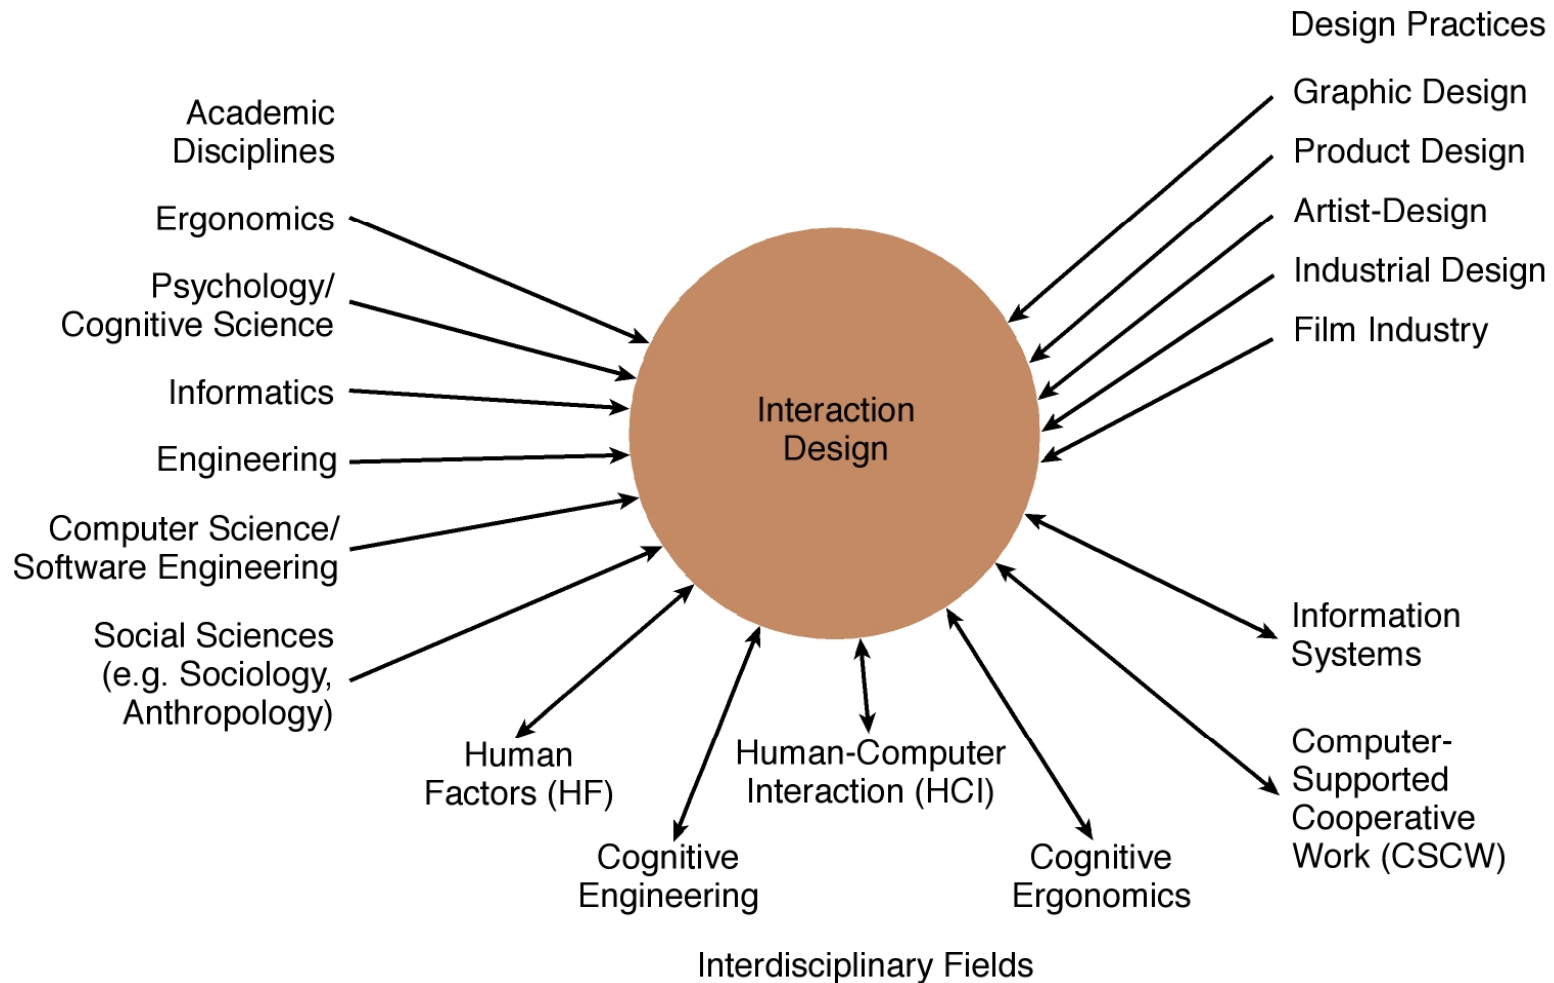 Design Practices
Graphic Design
Product Design
Artist-Design
Industrial Design
Film Industry
Academic
Disciplines
Ergonomics
Psychology/
Cognitive Science
Informatics
Engineering
Computer Science/
Software Engineering
Social Sciences
(e.g. Sociology,
Anthropology)
Interaction
Design
Human
Factors (HF)
Cognitive
Engineering
Human-Computer
Interaction (HCI)
Cognitive
Ergonomics
Information
Systems
Computer-
Supported
Cooperative
Work (CSCW)
Interdisciplinary Fields